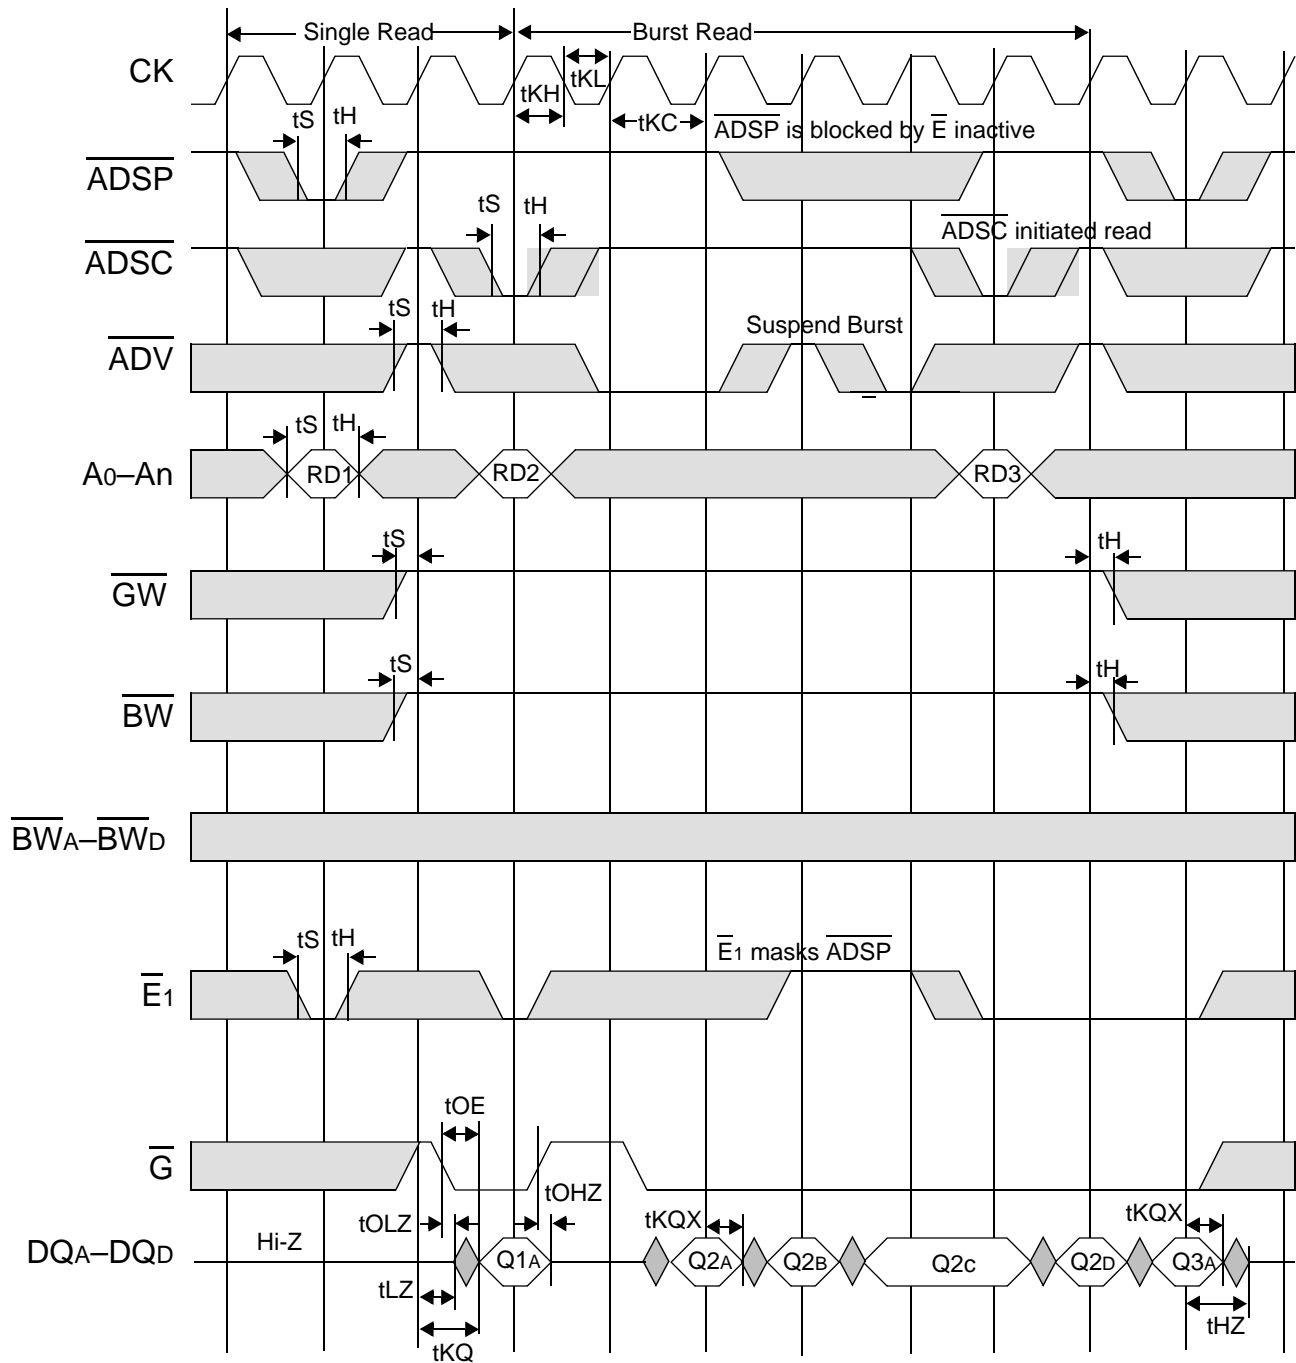 Single Read Burst Read
CK
tKL
tKH
tS tH tKC
ADSP is blocked by E inactive
ADSP
tS tH
ADSC initiated read
ADSC
tS tH
Suspend Burst
ADV
tS tH
A0–An RD1 RD2 RD3
tS tH
GW
tS tH
BW
BWA–BWD
tS tH E1 masks ADSP
E1
tOE
G
tOHZ
tOLZ tKQX tKQX
Hi-Z
DQA–DQD Q1A Q2A Q2B Q2c Q2D Q3A
tLZ
tHZ
tKQ